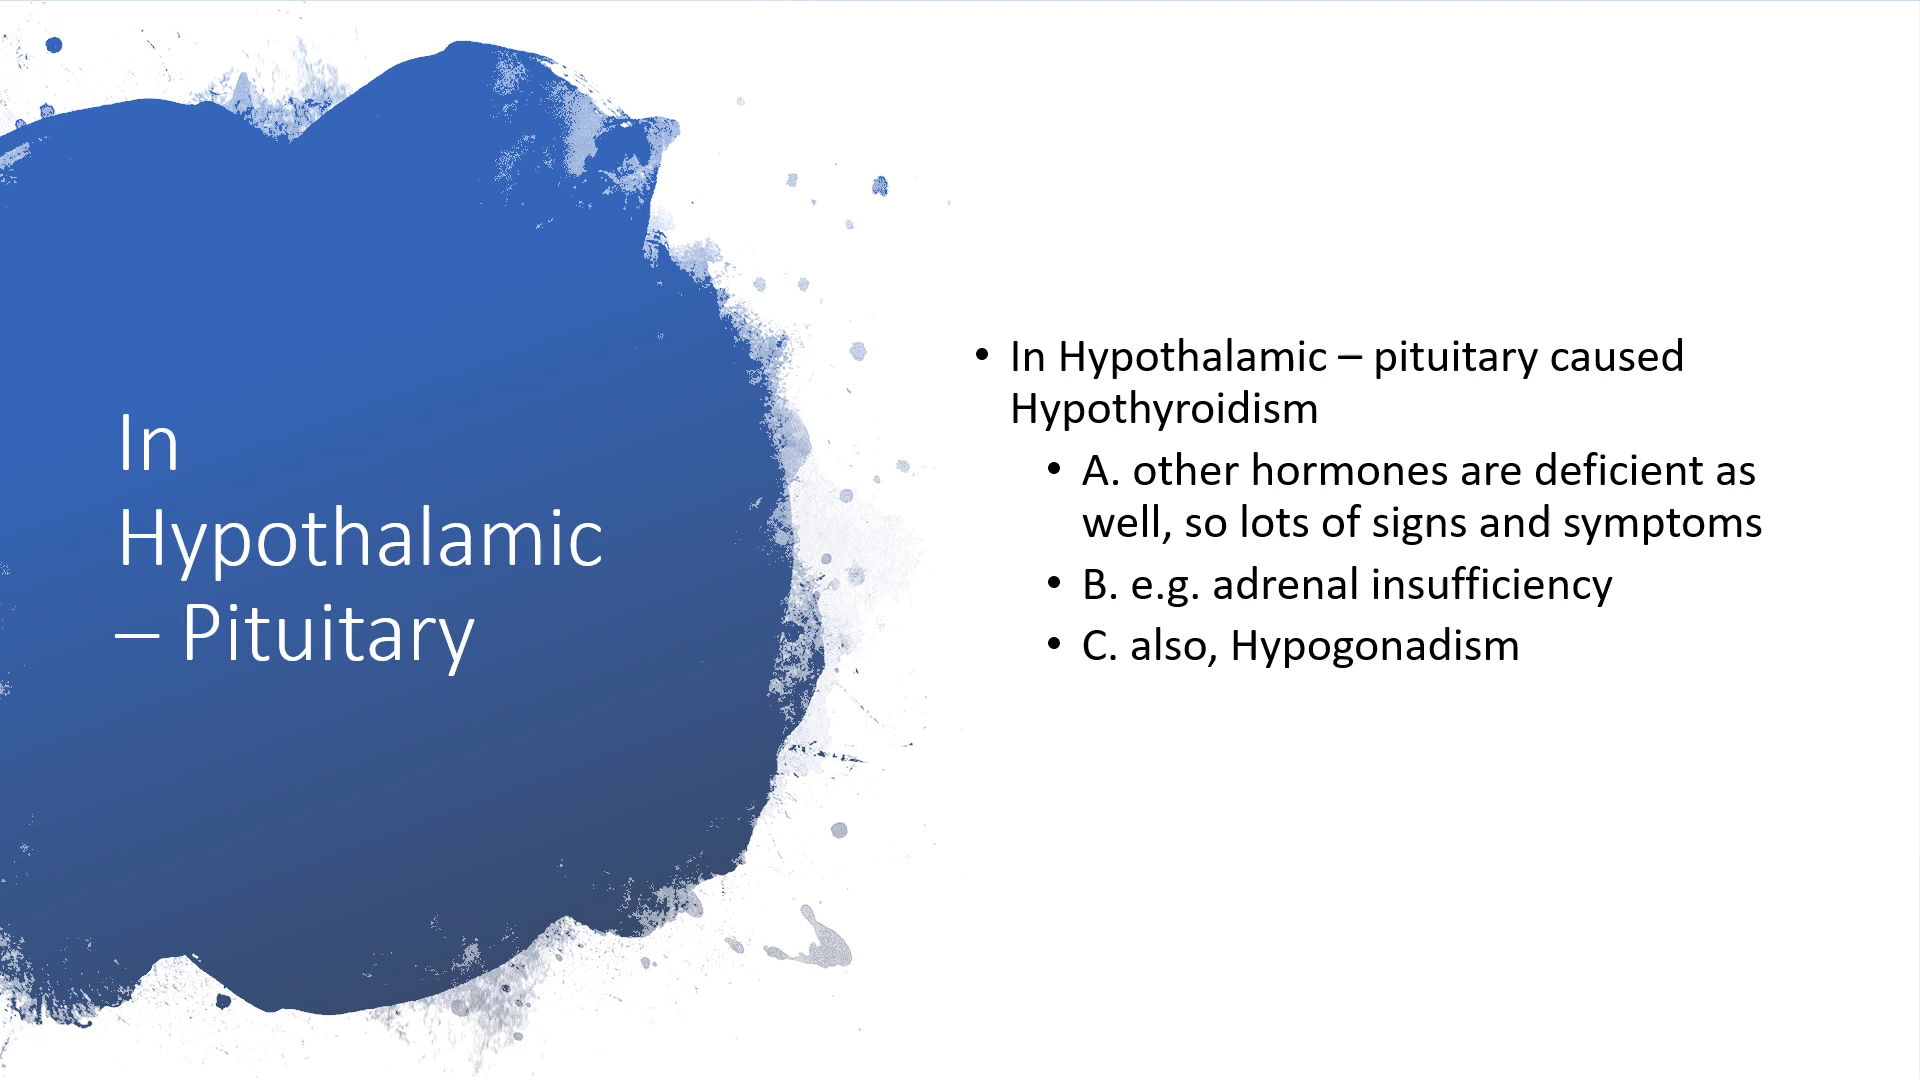 In
Hypothalamic
– Pituitary
• In Hypothalamic – pituitary caused
Hypothyroidism
• A. other hormones are deficient as
well, so lots of signs and symptoms
• B. e.g. adrenal insufficiency
• C. also, Hypogonadism